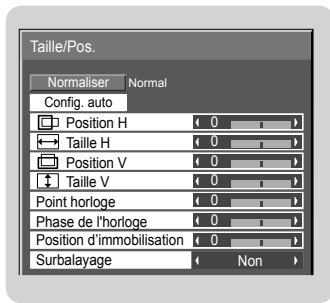 Taille/Pos.
Normaliser Normal
Config. auto
Position H 0
Taille H 0
Position V 0
Taille V 0
Point horloge 0
Phase de l'horloge 0
Position d’immobilisation 0
Surbalayage Non